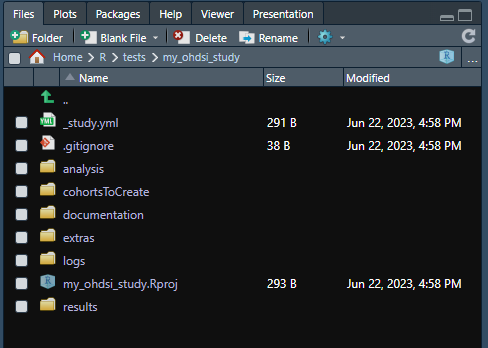 Files Plots Packages Help Viewer Presentation
Folder Blank File Delete Rename
Home R tests my_ohdsi_study R ...
Name Size Modified
..
YML _study.yml 291 B Jun 22, 2023, 4:58 PM
.gitignore 38 B Jun 22, 2023, 4:58 PM
analysis
cohortsToCreate
documentation
extras
logs
R my_ohdsi_study.Rproj 293 B Jun 22, 2023, 4:58 PM
results